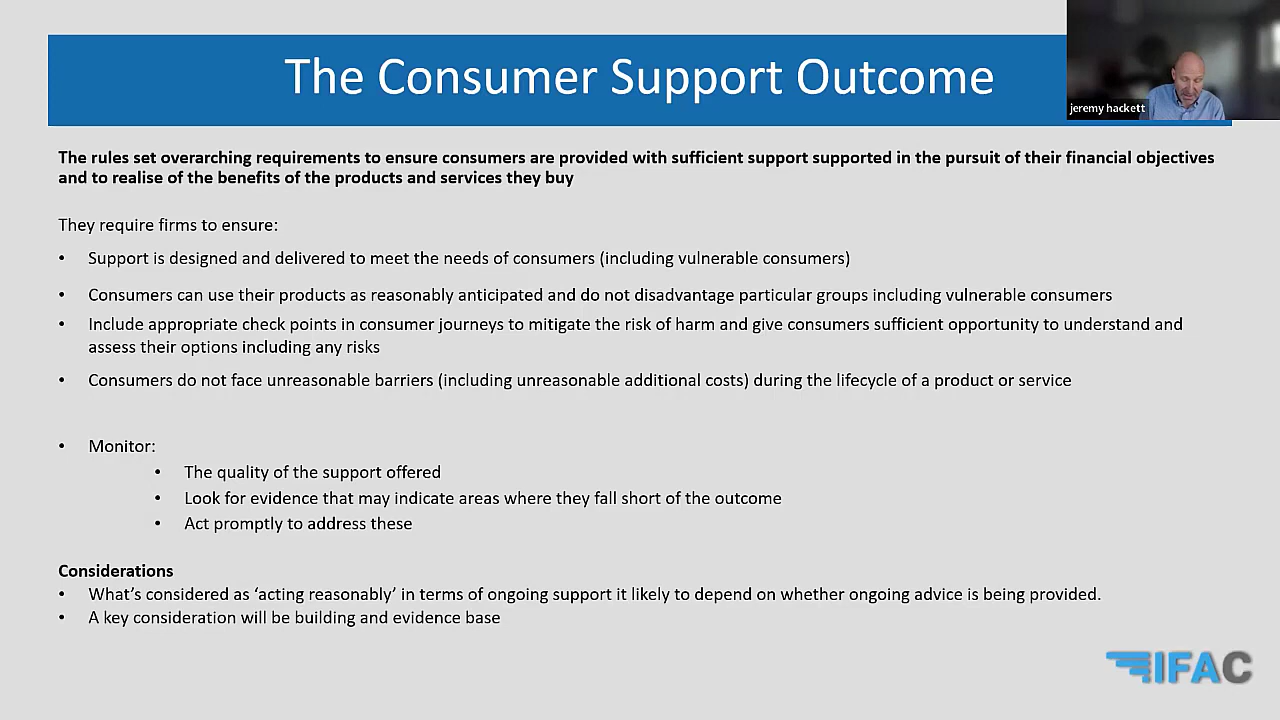 The Consumer Support Outcome
jeremy hackett
The rules set overarching requirements to ensure consumers are provided with sufficient support supported in the pursuit of their financial objectives
and to realise of the benefits of the products and services they buy
They require firms to ensure:
• Support is designed and delivered to meet the needs of consumers (including vulnerable consumers)
• Consumers can use their products as reasonably anticipated and do not disadvantage particular groups including vulnerable consumers
• Include appropriate check points in consumer journeys to mitigate the risk of harm and give consumers sufficient opportunity to understand and
assess their options including any risks
• Consumers do not face unreasonable barriers (including unreasonable additional costs) during the lifecycle of a product or service
• Monitor:
• The quality of the support offered
• Look for evidence that may indicate areas where they fall short of the outcome
• Act promptly to address these
Considerations
• What's considered as ‘acting reasonably’ in terms of ongoing support it likely to depend on whether ongoing advice is being provided.
• A key consideration will be building and evidence base
IFAC